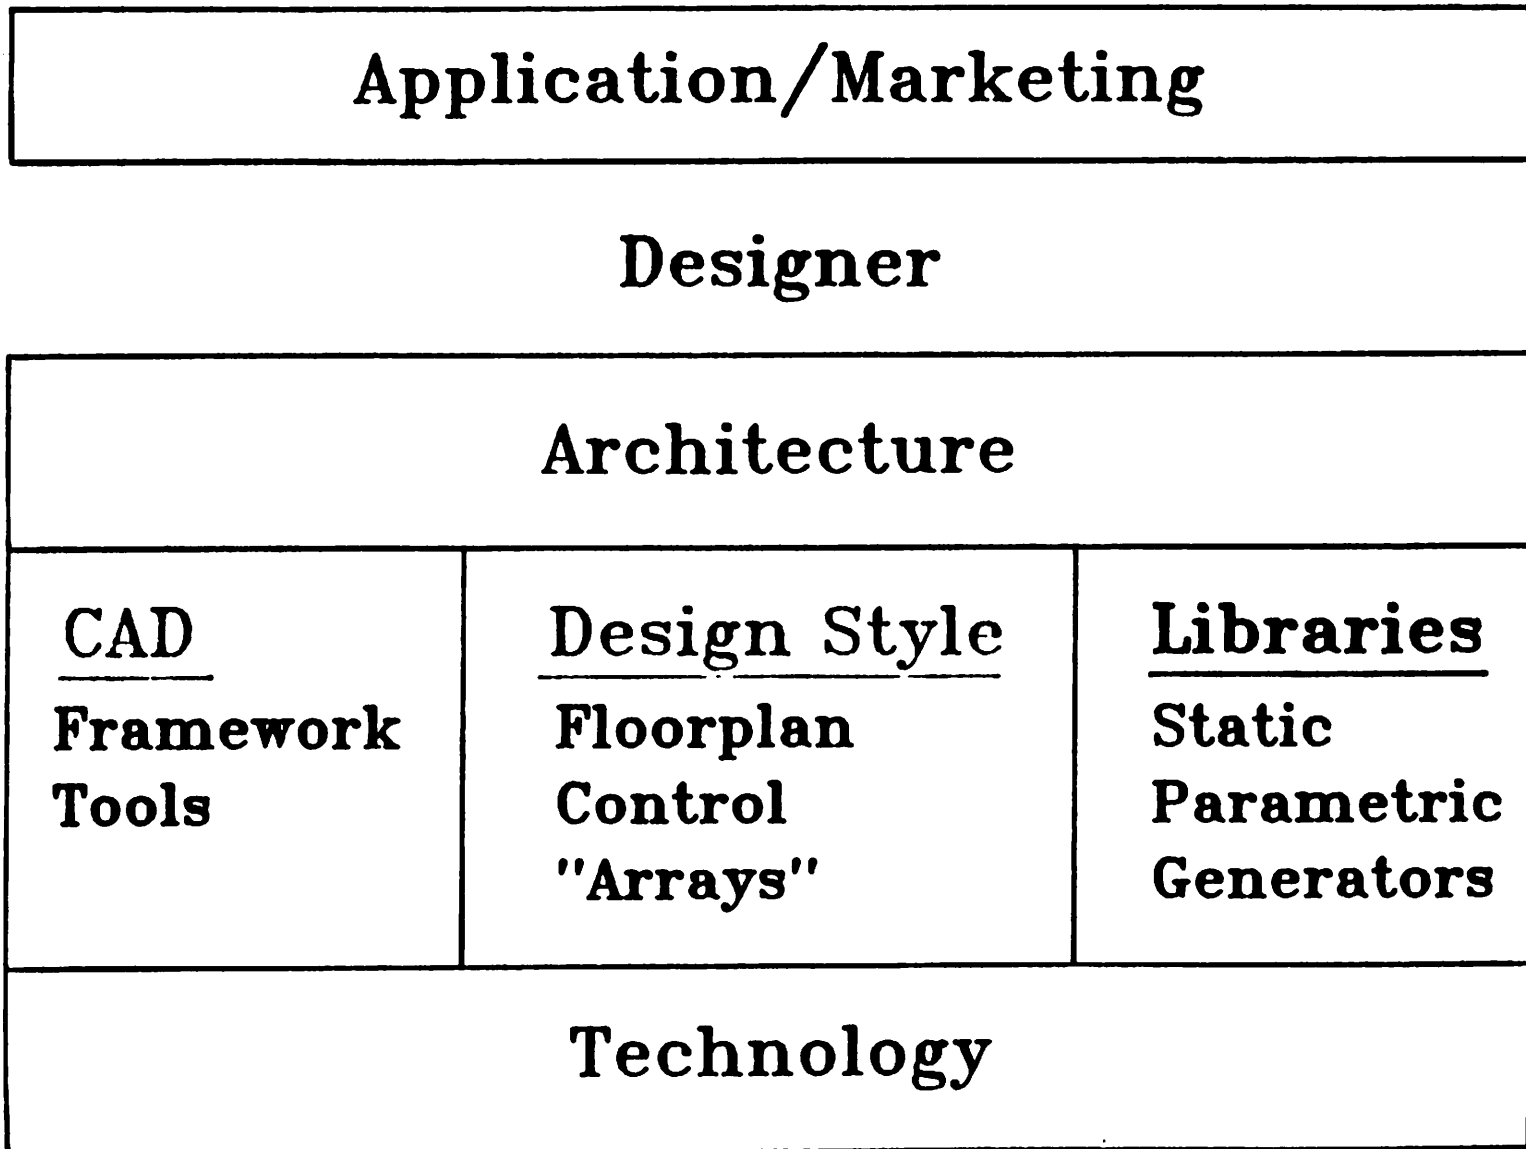 Application/Marketing
Designer
Architecture
CAD
Framework
Tools
Design Style
Floorplan
Control
"Arrays"
Libraries
Static
Parametric
Generators
Technology